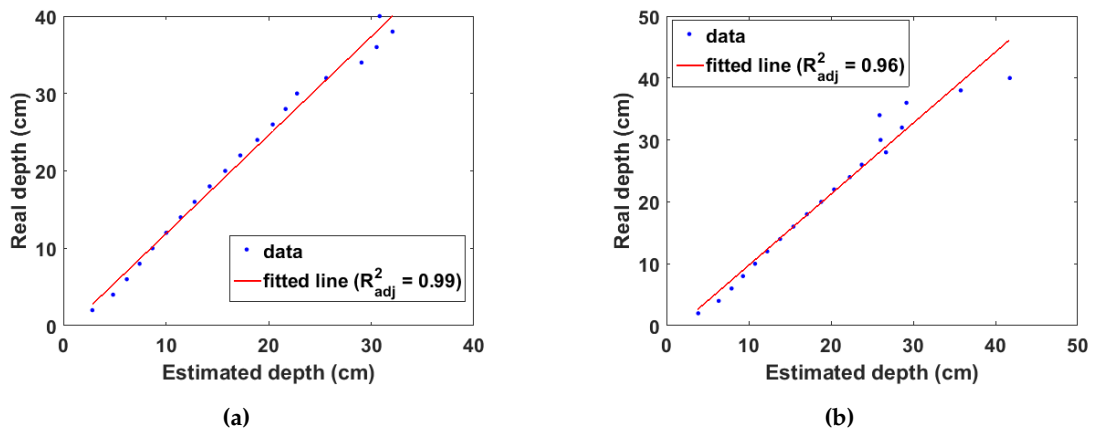 40
30
20
10
0
Real depth (cm)
data
fitted line (R²adj = 0.99)
0 10 20 30 40
Estimated depth (cm)
(a)
50
40
30
20
10
0
Real depth (cm)
data
fitted line (R²adj = 0.96)
0 10 20 30 40 50
Estimated depth (cm)
(b)